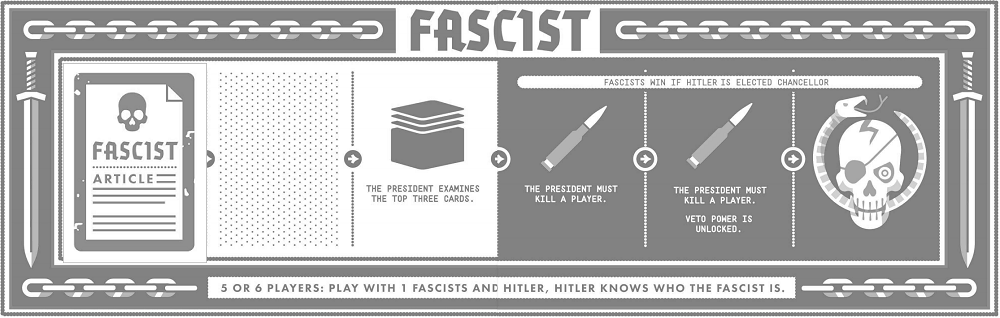 FASCIST
FASCISTS WIN IF HITLER IS ELECTED CHANCELLOR
FASCIST
ARTICLE
THE PRESIDENT EXAMINES
THE TOP THREE CARDS.
THE PRESIDENT MUST
KILL A PLAYER.
THE PRESIDENT MUST
KILL A PLAYER.
VETO POWER IS
UNLOCKED.
5 OR 6 PLAYERS: PLAY WITH 1 FASCISTS AND HITLER, HITLER KNOWS WHO THE FASCIST IS.